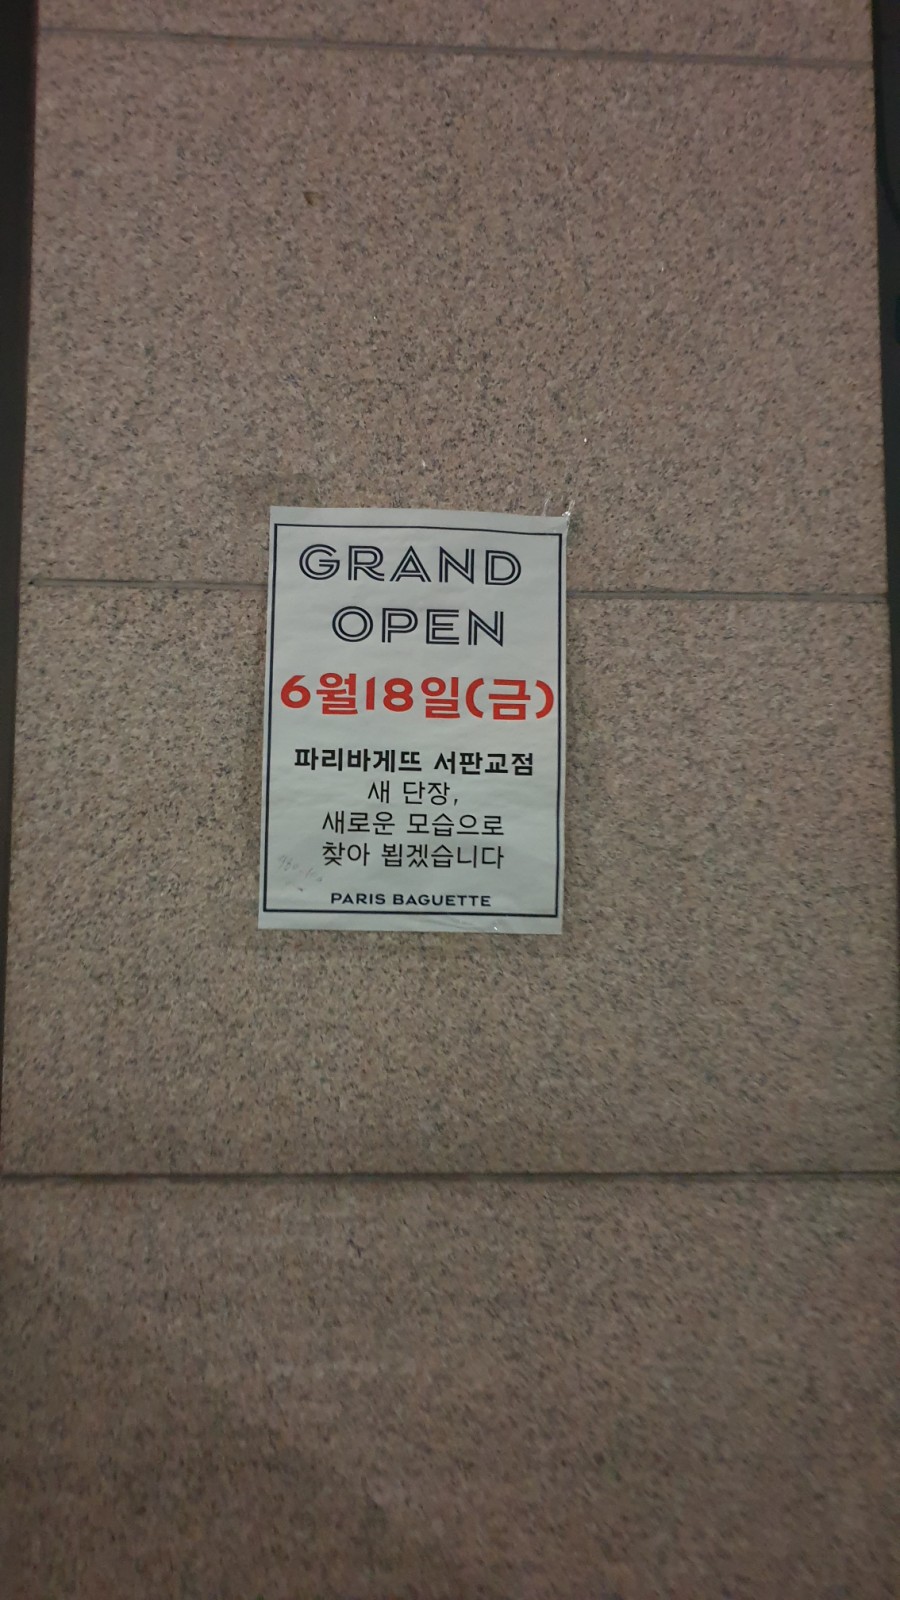 GRAND
OPEN
6월18일(금)
파리바게뜨 서판교점
새 단장,
새로운 모습으로
찾아 뵙겠습니다
PARIS BAGUETTE